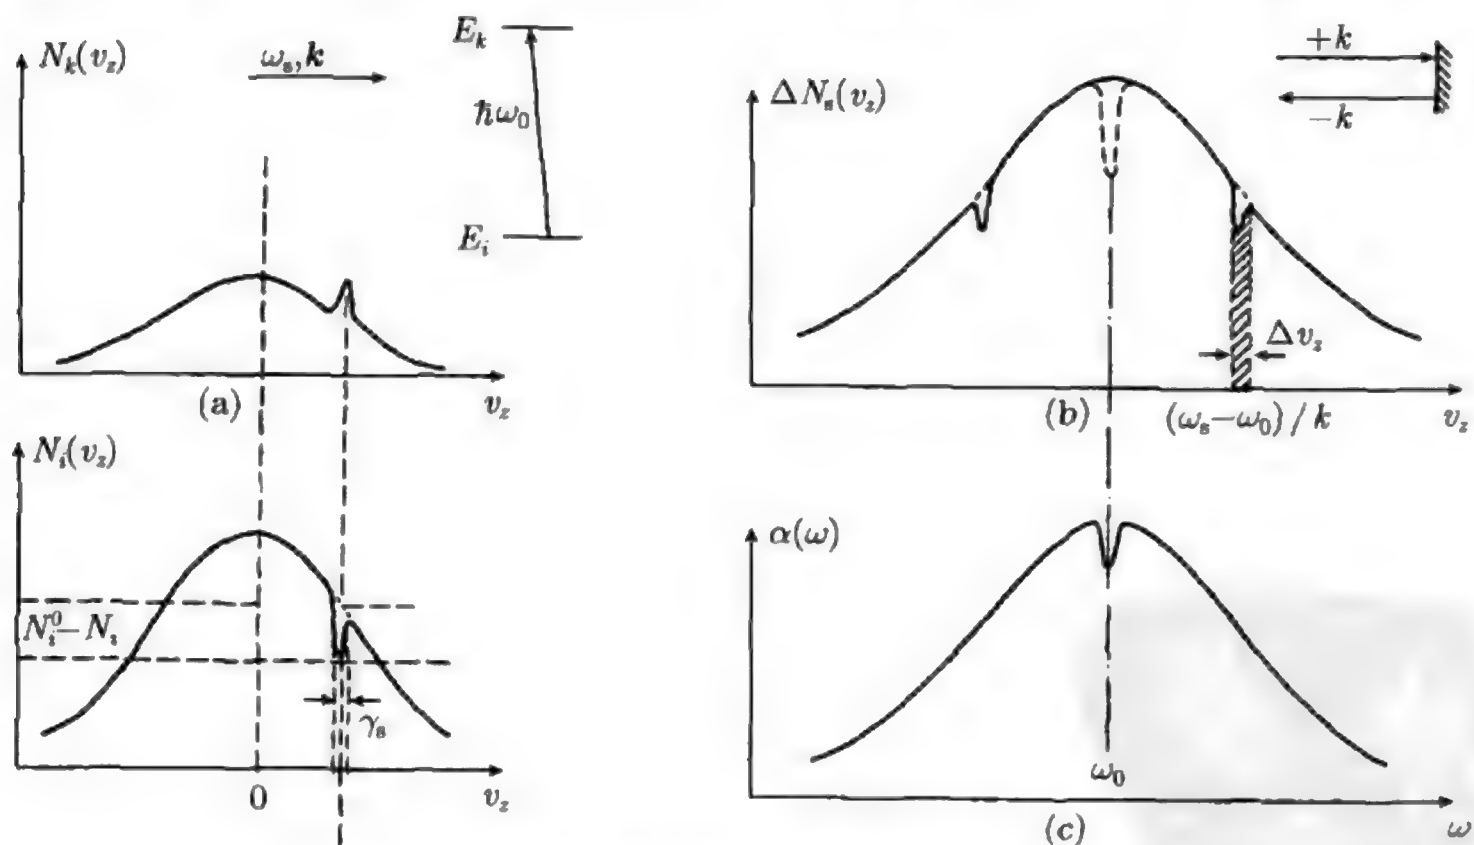 N_k(v_z)
ω_s, k
E_k
ħω_0
E_i
(a)
v_z
N_i(v_z)
N_i^0−N_i
γ_s
0
v_z
ΔN_s(v_z)
+k
−k
Δv_z
(b)
(ω_s−ω_0)/k
v_z
α(ω)
ω_0
(c)
ω